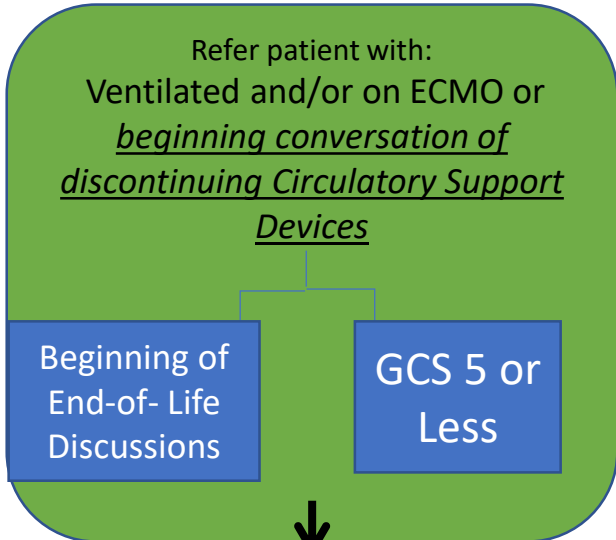 Refer patient with:
Ventilated and/or on ECMO or
beginning conversation of
discontinuing Circulatory Support
Devices
Beginning of
End-of- Life
Discussions
GCS 5 or
Less